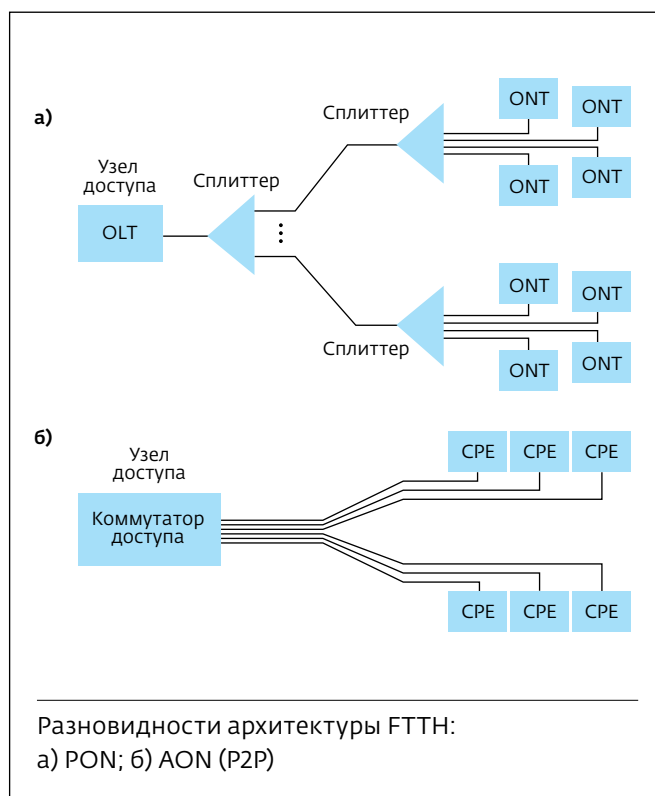 а)
Узел
доступа
OLT
Сплиттер
Сплиттер
ONT
ONT
ONT
ONT
Сплиттер
ONT
ONT
ONT
ONT
б)
Узел
доступа
Коммутатор
доступа
CPE CPE CPE
CPE CPE CPE
Разновидности архитектуры FTTH:
а) PON; б) AON (P2P)